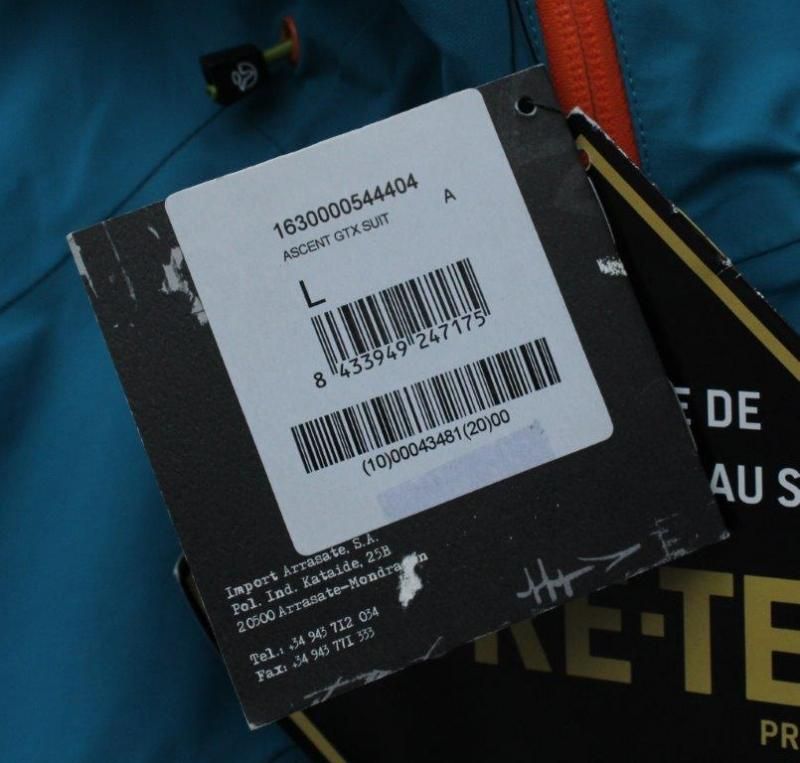 1630000544404
A
ASCENT GTX SUIT
L
8 433949 247175
(10)00043481(20)00
Import Arrasate, S.A.
Pol. Ind. Kataide, 25B
20500 Arrasate-Mondragon
Tel.: +34 943 712 034
Fax: +34 943 771 333
E DE
AU S
RE-TE
PR